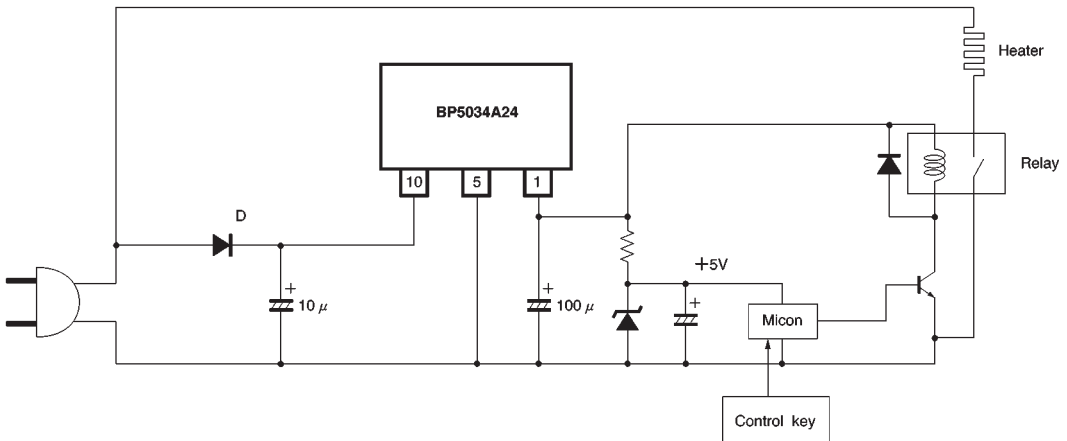 Heater
BP5034A24
Relay
10
5
1
D
+5V
+
10 μ
+
100 μ
+
Micon
Control key